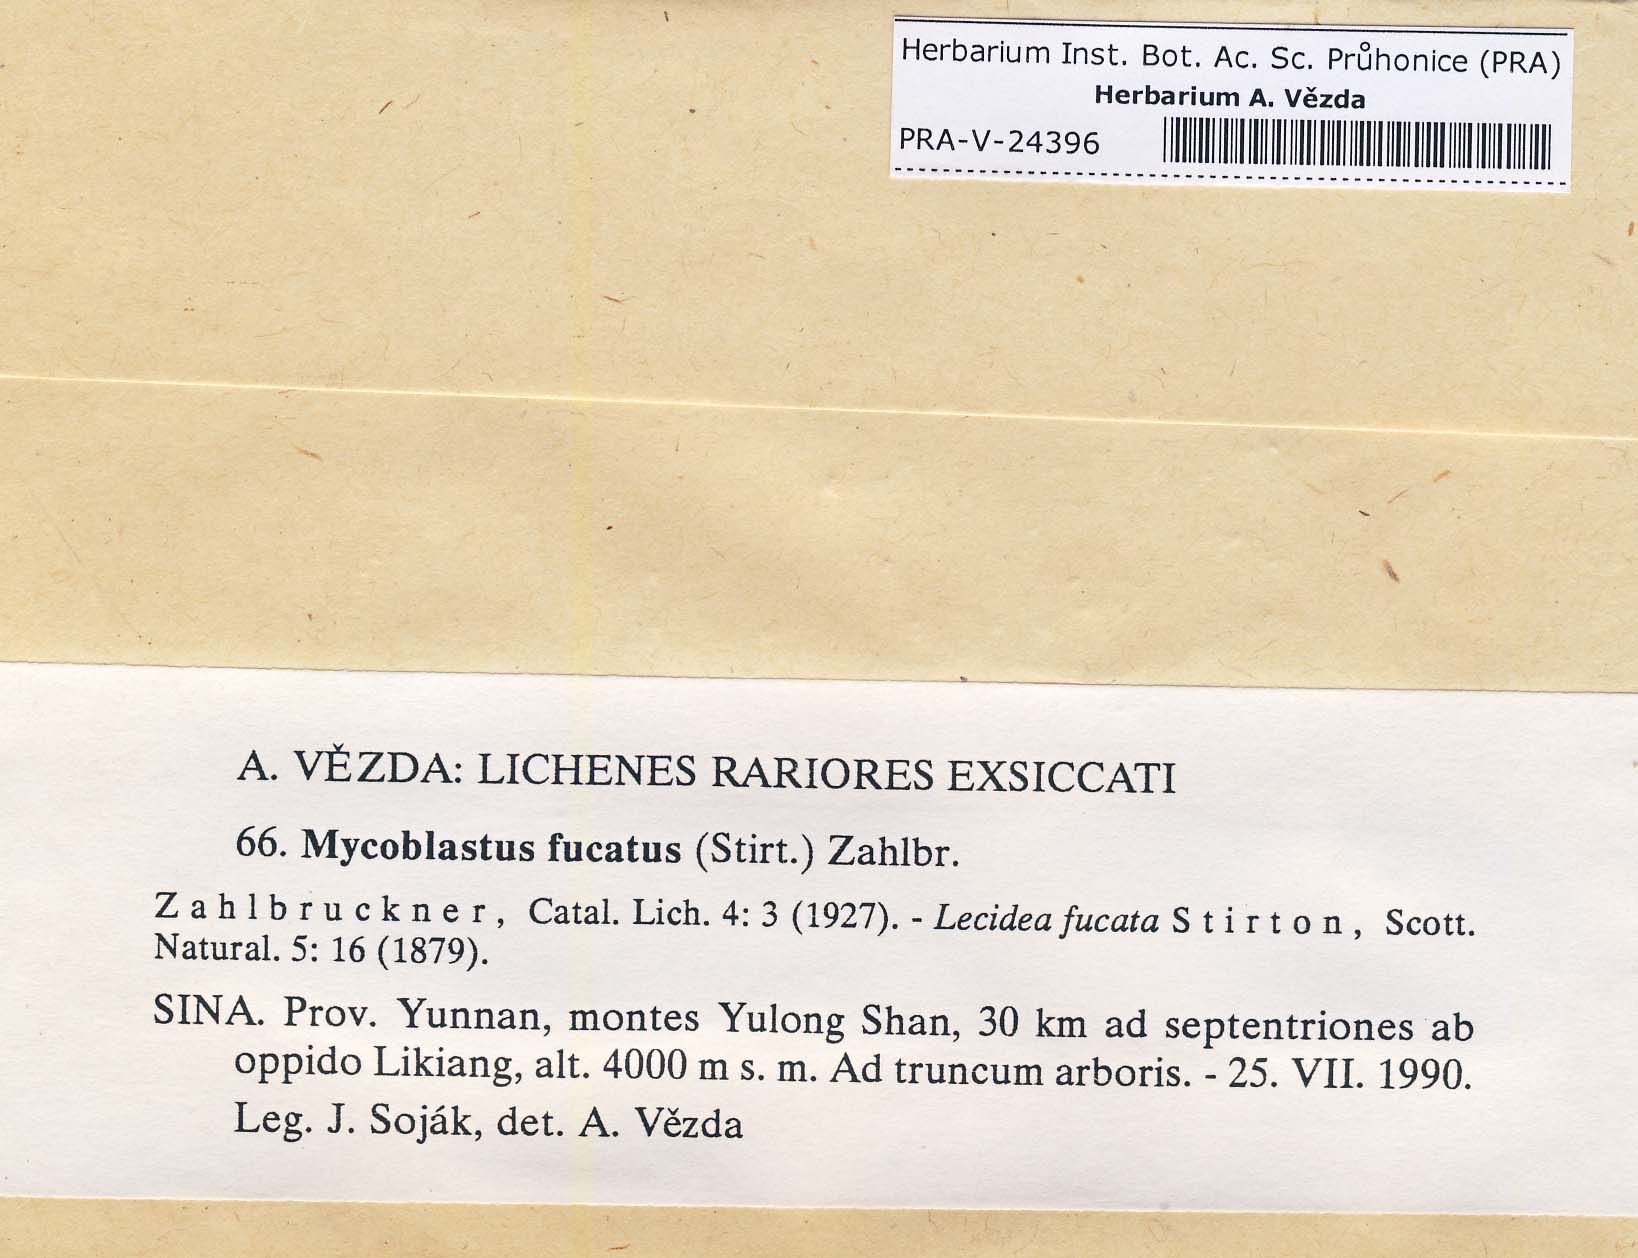 Herbarium Inst. Bot. Ac. Sc. Průhonice (PRA)
Herbarium A. Vězda
PRA-V-24396
A. VĚZDA: LICHENES RARIORES EXSICCATI
66. Mycoblastus fucatus (Stirt.) Zahlbr.
Zahlbruckner, Catal. Lich. 4: 3 (1927). - Lecidea fucata Stirton, Scott.
Natural. 5: 16 (1879).
SINA. Prov. Yunnan, montes Yulong Shan, 30 km ad septentriones ab
oppido Likiang, alt. 4000 m s. m. Ad truncum arboris. - 25. VII. 1990.
Leg. J. Soják, det. A. Vězda